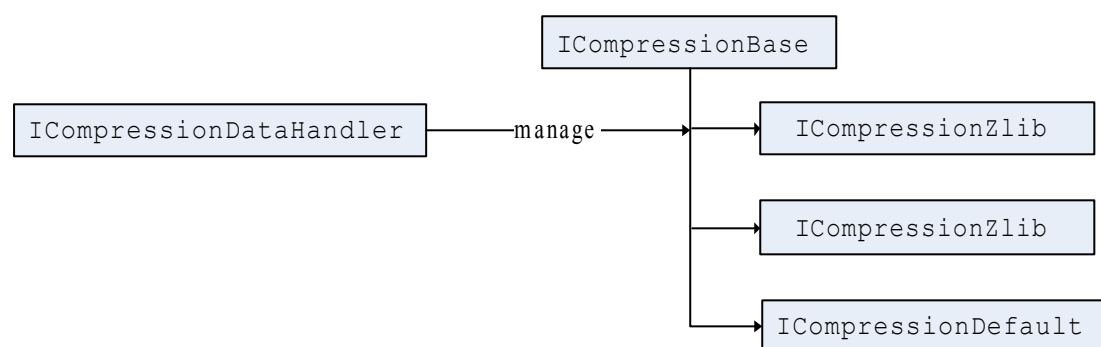 ICompressionBase
ICompressionDataHandler
manage
ICompressionZlib
ICompressionZlib
ICompressionDefault